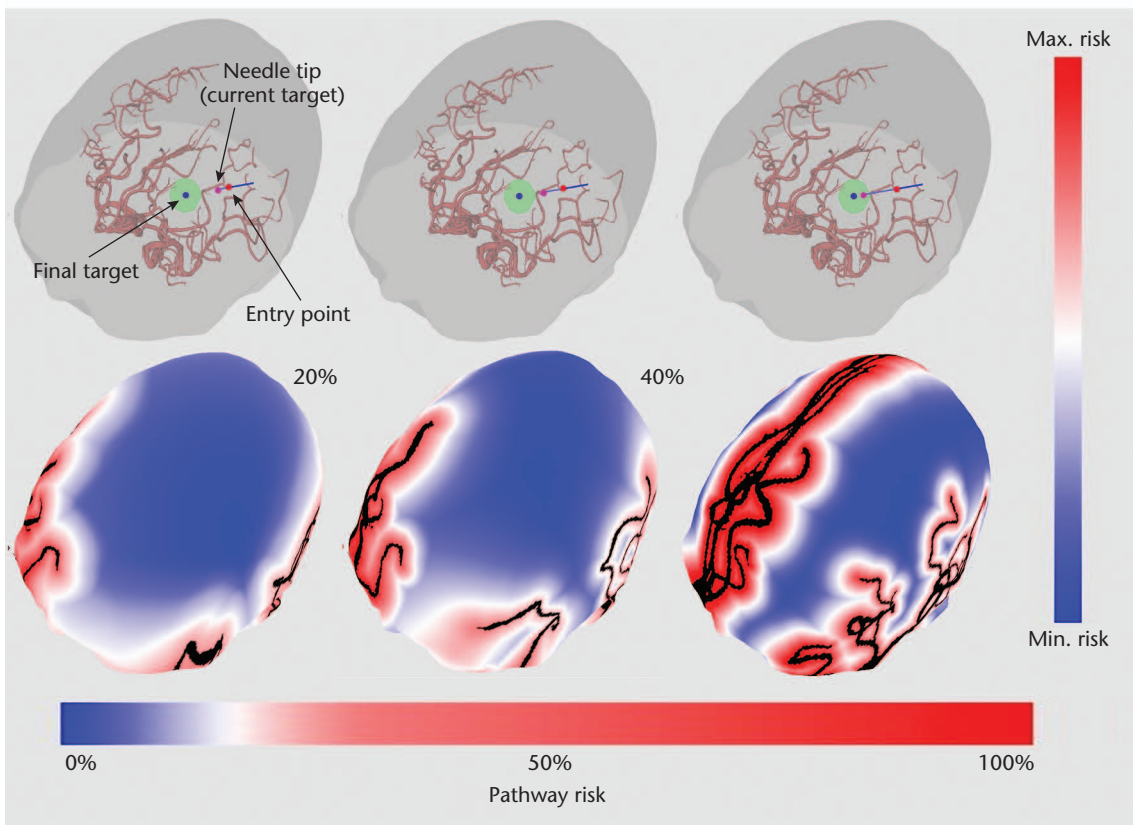 Max. risk
Needle tip
(current target)
Final target
Entry point
20%
40%
Min. risk
0%
50%
100%
Pathway risk